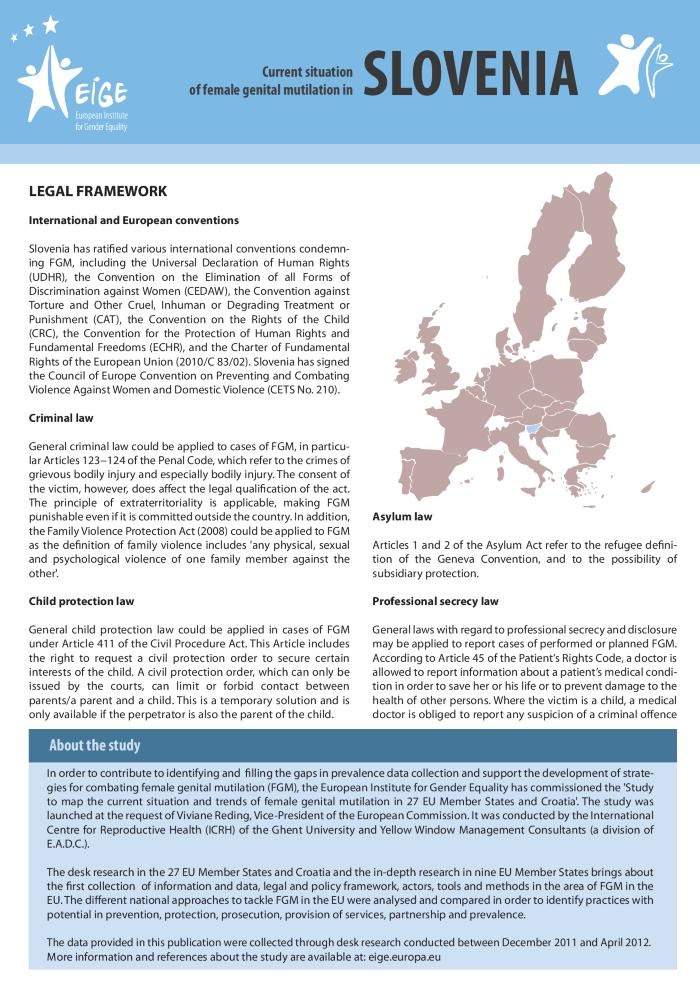 EIGE
European Institute
for Gender Equality
Current situation
of female genital mutilation in
SLOVENIA
LEGAL FRAMEWORK
International and European conventions
Slovenia has ratified various international conventions condemn-
ing FGM, including the Universal Declaration of Human Rights
(UDHR), the Convention on the Elimination of all Forms of
Discrimination against Women (CEDAW), the Convention against
Torture and Other Cruel, Inhuman or Degrading Treatment or
Punishment (CAT), the Convention on the Rights of the Child
(CRC), the Convention for the Protection of Human Rights and
Fundamental Freedoms (ECHR), and the Charter of Fundamental
Rights of the European Union (2010/C 83/02). Slovenia has signed
the Council of Europe Convention on Preventing and Combating
Violence Against Women and Domestic Violence (CETS No. 210).
Criminal law
General criminal law could be applied to cases of FGM, in particu-
lar Articles 123–124 of the Penal Code, which refer to the crimes of
grievous bodily injury and especially bodily injury. The consent of
the victim, however, does affect the legal qualification of the act.
The principle of extraterritoriality is applicable, making FGM
punishable even if it is committed outside the country. In addition,
the Family Violence Protection Act (2008) could be applied to FGM
as the definition of family violence includes 'any physical, sexual
and psychological violence of one family member against the
other'.
Child protection law
General child protection law could be applied in cases of FGM
under Article 411 of the Civil Procedure Act. This Article includes
the right to request a civil protection order to secure certain
interests of the child. A civil protection order, which can only be
issued by the courts, can limit or forbid contact between
parents/a parent and a child. This is a temporary solution and is
only available if the perpetrator is also the parent of the child.
Asylum law
Articles 1 and 2 of the Asylum Act refer to the refugee defini-
tion of the Geneva Convention, and to the possibility of
subsidiary protection.
Professional secrecy law
General laws with regard to professional secrecy and disclosure
may be applied to report cases of performed or planned FGM.
According to Article 45 of the Patient's Rights Code, a doctor is
allowed to report information about a patient's medical condi-
tion in order to save her or his life or to prevent damage to the
health of other persons. Where the victim is a child, a medical
doctor is obliged to report any suspicion of a criminal offence
About the study
In order to contribute to identifying and filling the gaps in prevalence data collection and support the development of strate-
gies for combating female genital mutilation (FGM), the European Institute for Gender Equality has commissioned the 'Study
to map the current situation and trends of female genital mutilation in 27 EU Member States and Croatia'. The study was
launched at the request of Viviane Reding, Vice-President of the European Commission. It was conducted by the International
Centre for Reproductive Health (ICRH) of the Ghent University and Yellow Window Management Consultants (a division of
E.A.D.C.).
The desk research in the 27 EU Member States and Croatia and the in-depth research in nine EU Member States brings about
the first collection of information and data, legal and policy framework, actors, tools and methods in the area of FGM in the
EU. The different national approaches to tackle FGM in the EU were analysed and compared in order to identify practices with
potential in prevention, protection, prosecution, provision of services, partnership and prevalence.
The data provided in this publication were collected through desk research conducted between December 2011 and April 2012.
More information and references about the study are available at: eige.europa.eu